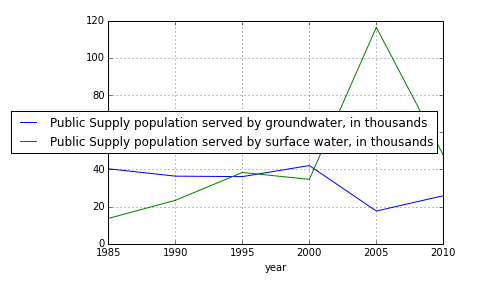 120
100
80
Public Supply population served by groundwater, in thousands
Public Supply population served by surface water, in thousands
40
20
0
1985 1990 1995 2000 2005 2010
year